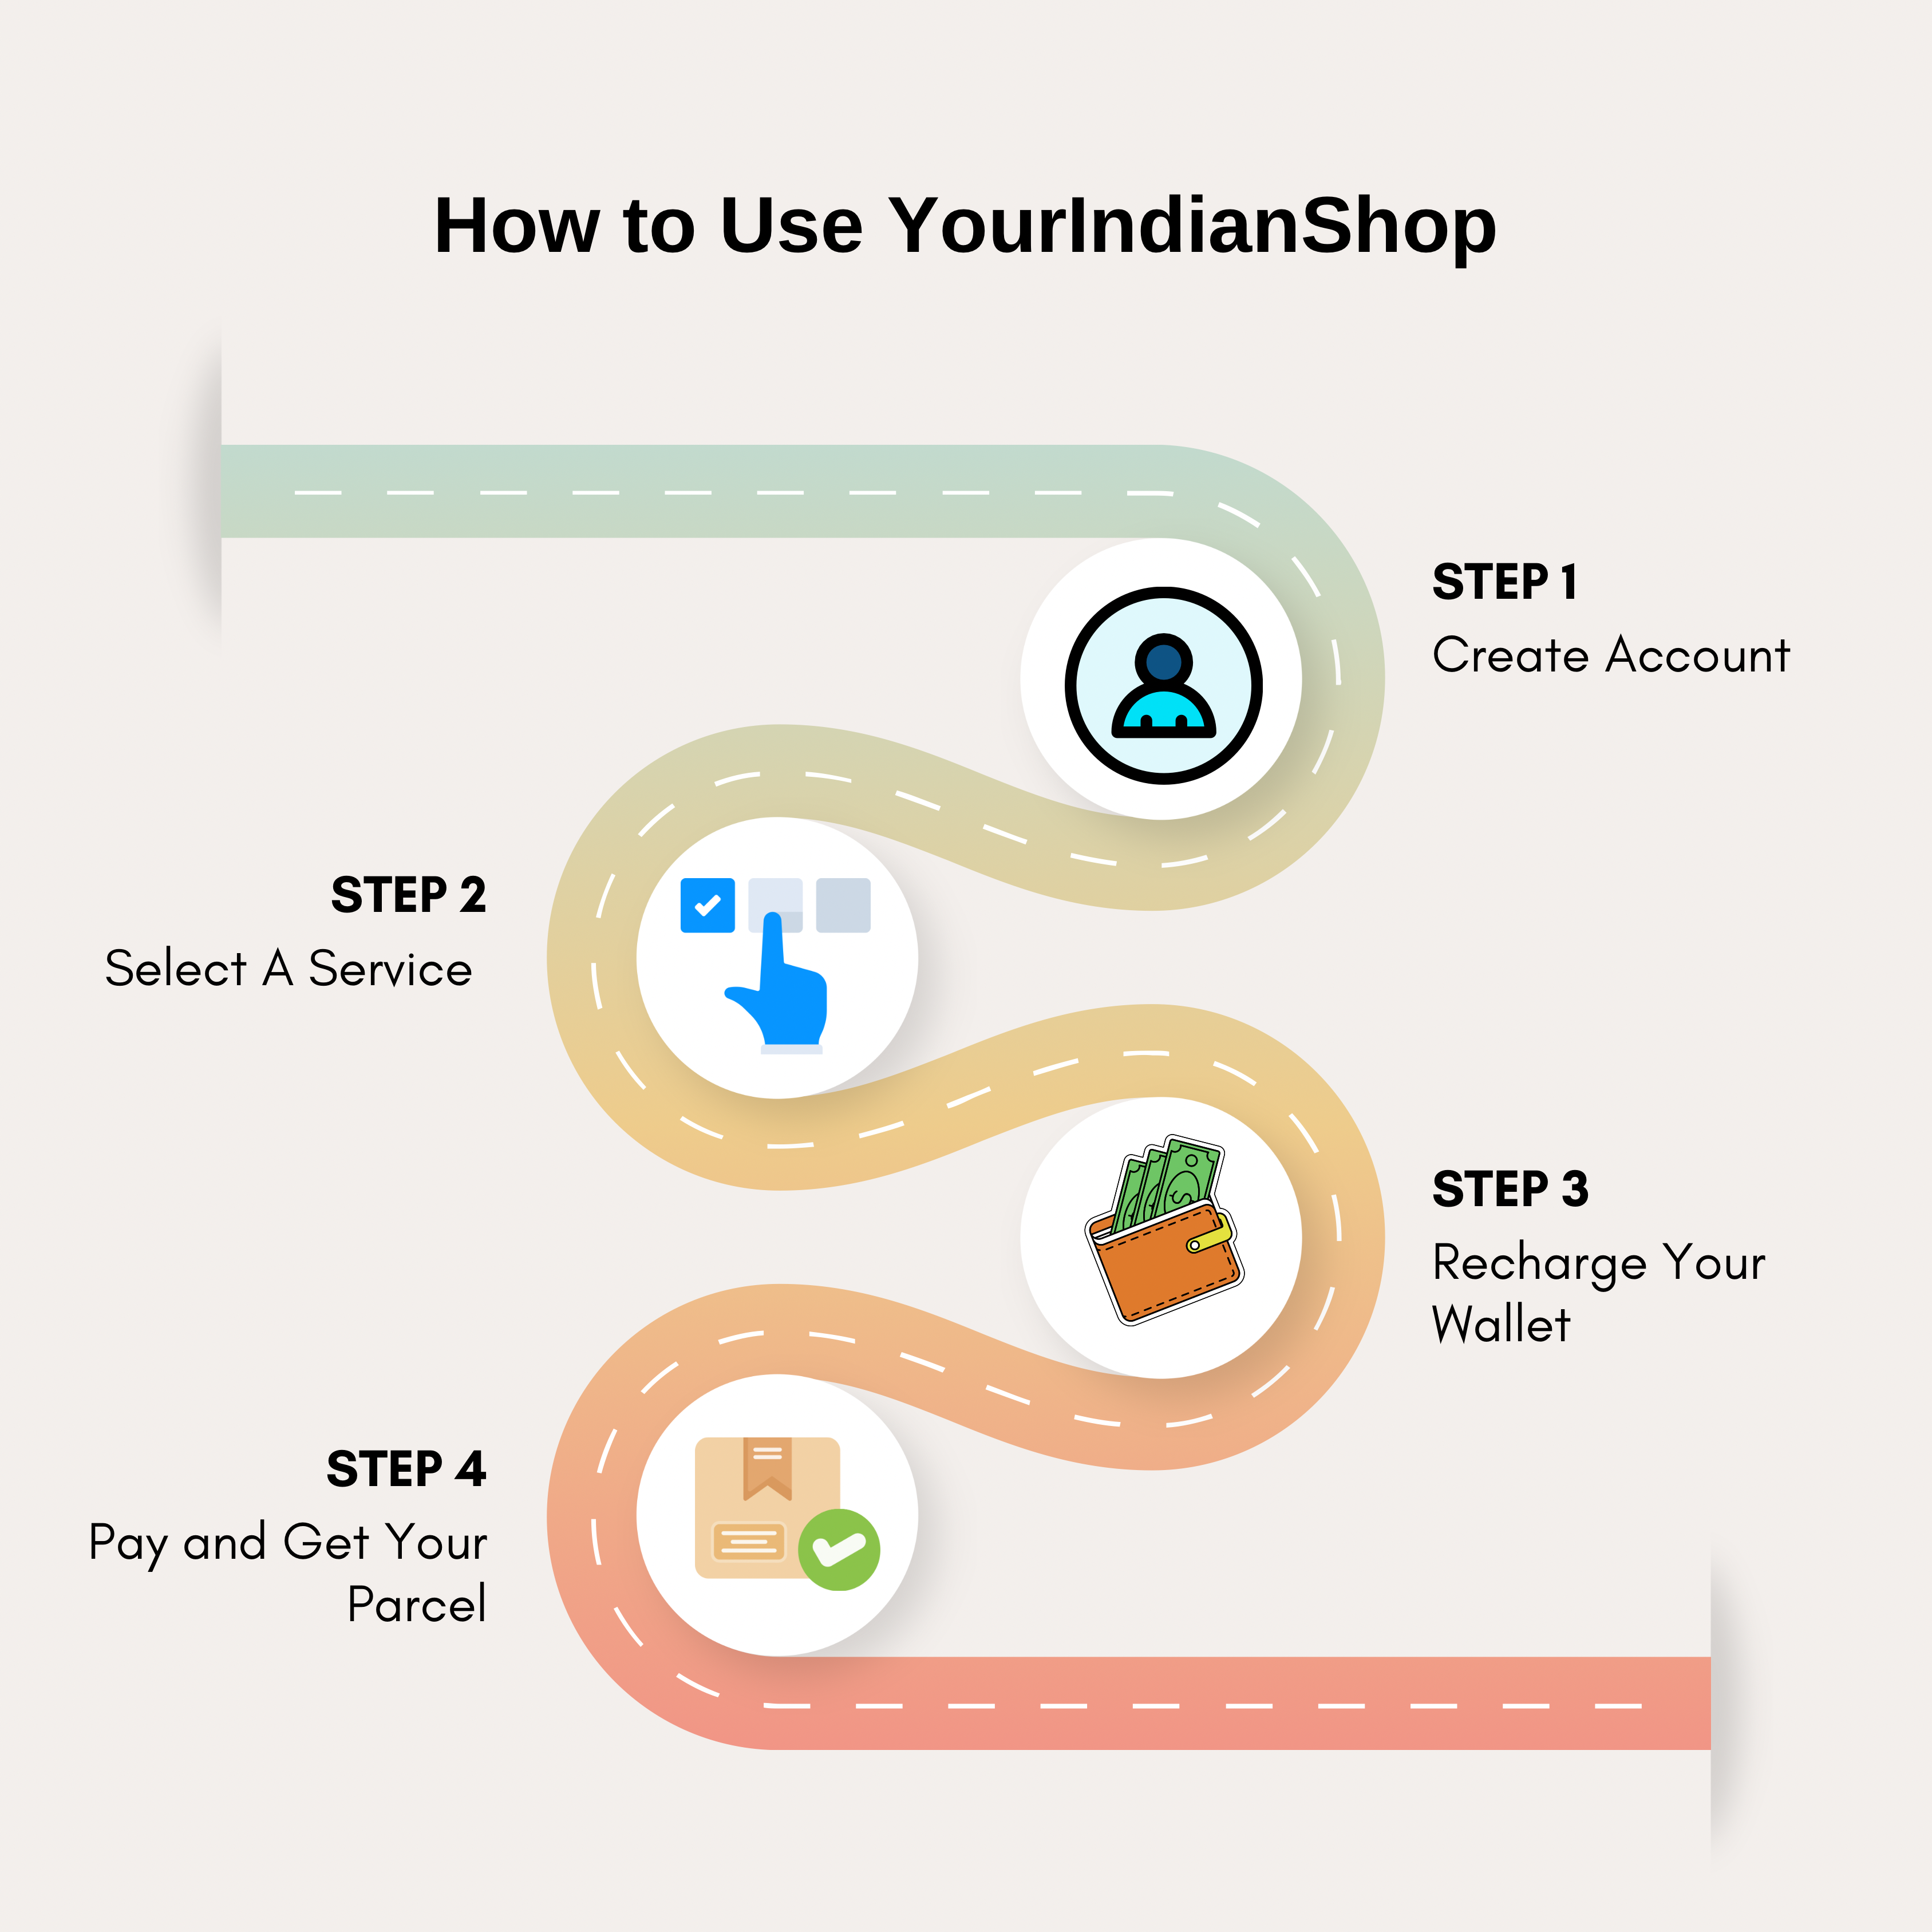 How to Use YourIndianShop
STEP 1
Create Account
STEP 2
Select A Service
STEP 3
Recharge Your
Wallet
STEP 4
Pay and Get Your
Parcel